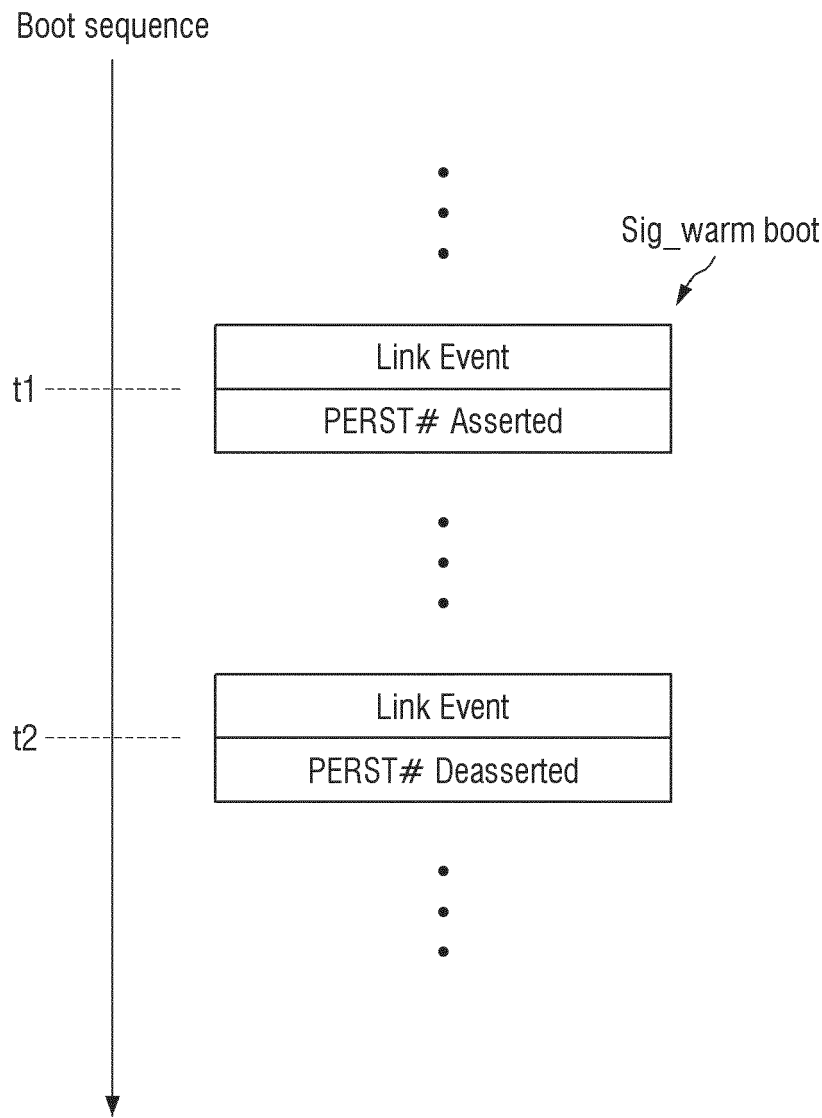 Boot sequence
Sig_warm boot
Link Event
t1
PERST# Asserted
Link Event
t2
PERST# Deasserted